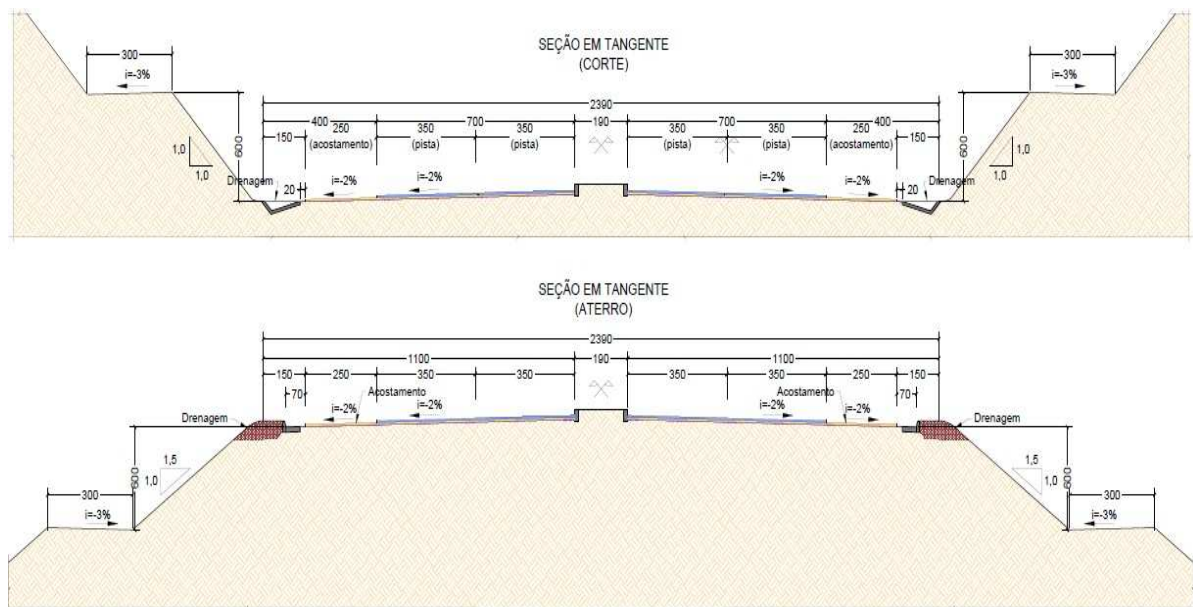 SEÇÃO EM TANGENTE
(CORTE)
300 300
i=-3% i=-3%
2390
400 700 190 700 400
150 250 350 350 350 350 250 150
(acostamento) (pista) (pista) (pista) (pista) (acostamento)
600 600
1,0 1,0
1,0 1,0
Drenagem 20 i=-2% i=-2% i=-2% i=-2% 20 Drenagem
SEÇÃO EM TANGENTE
(ATERRO)
2390
1100 190 1100
150 250 350 350 350 350 250 150
70 Acostamento Acostamento 70
Drenagem i=-2% i=-2% i=-2% i=-2% Drenagem
1,5 1,5
1,0 1,0
600 600
300 300
i=-3% i=-3%